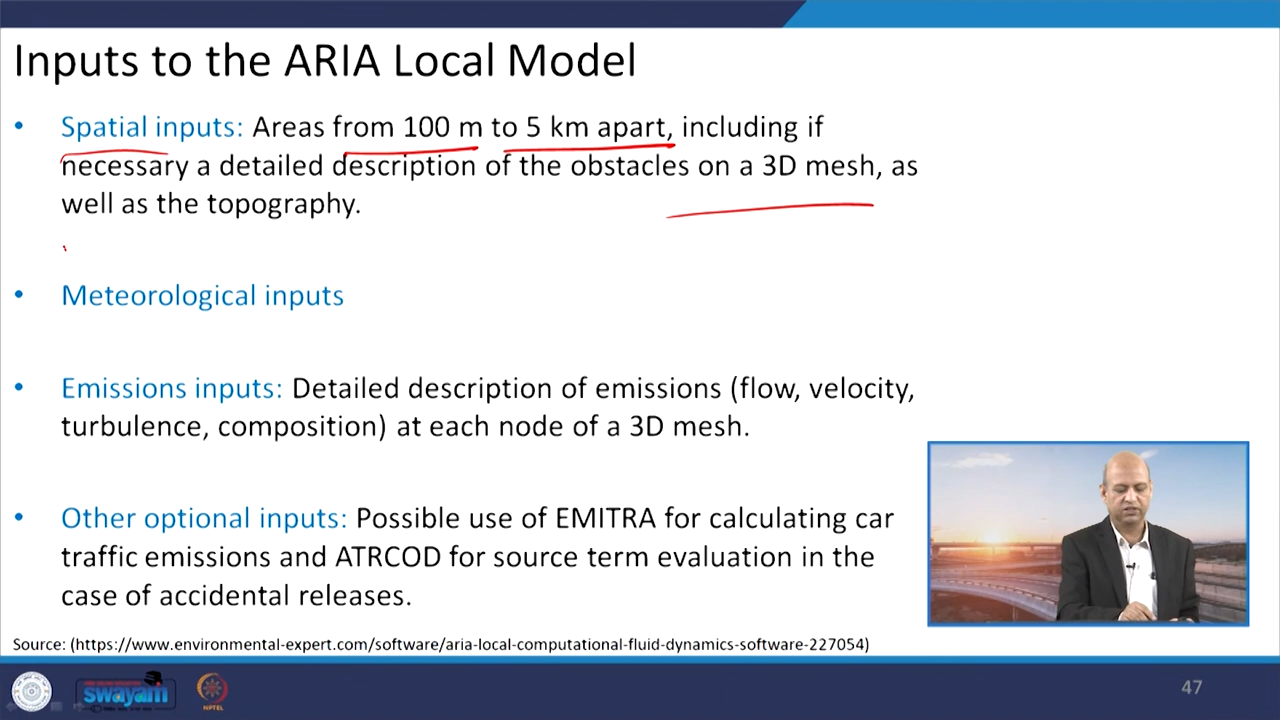 Inputs to the ARIA Local Model
• Spatial inputs: Areas from 100 m to 5 km apart, including if
necessary a detailed description of the obstacles on a 3D mesh, as
well as the topography.
• Meteorological inputs
• Emissions inputs: Detailed description of emissions (flow, velocity,
turbulence, composition) at each node of a 3D mesh.
• Other optional inputs: Possible use of EMITRA for calculating car
traffic emissions and ATRCOD for source term evaluation in the
case of accidental releases.
Source: (https://www.environmental-expert.com/software/aria-local-computational-fluid-dynamics-software-227054)
swayam
NPTEL
47